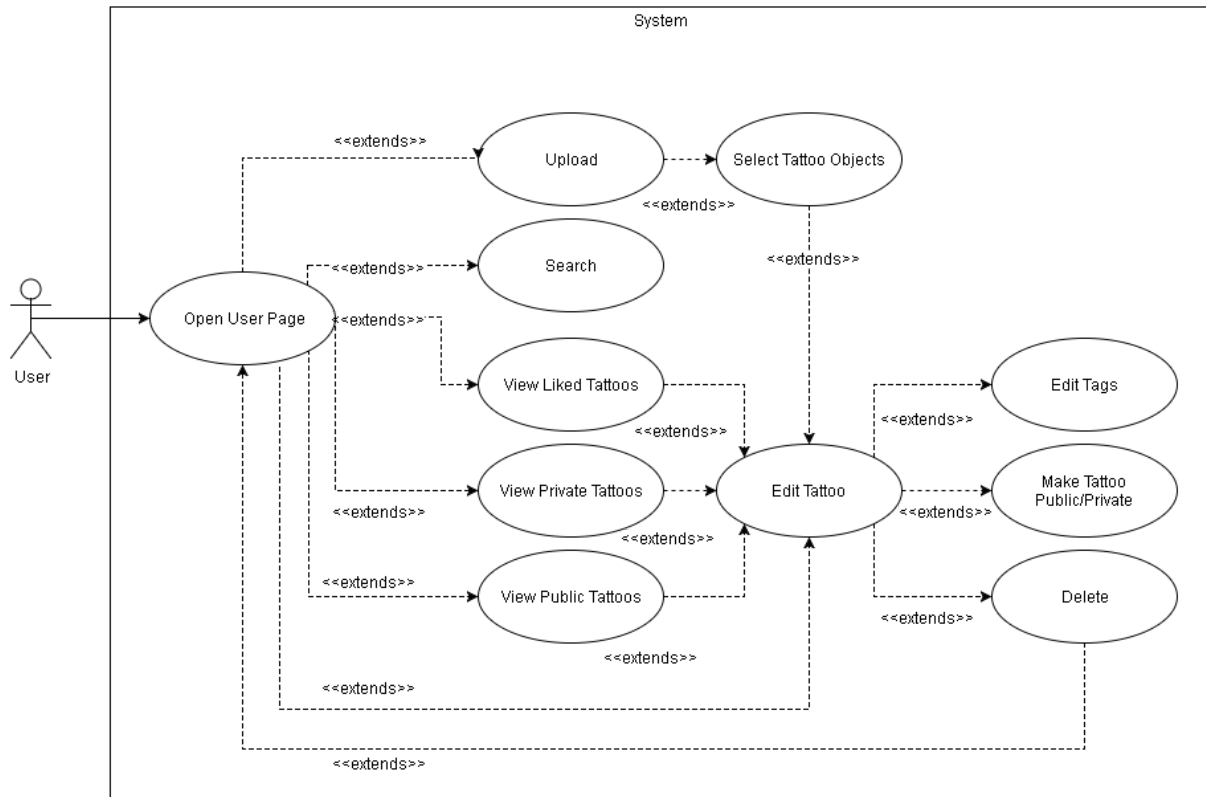 System
<<extends>>
Upload
Select Tattoo Objects
<<extends>>
<<extends>>
<<extends>>
Search
User
Open User Page
<<extends>>
View Liked Tattoos
<<extends>>
Edit Tags
<<extends>>
View Private Tattoos
<<extends>>
<<extends>>
Edit Tattoo
Make Tattoo
Public/Private
<<extends>>
<<extends>>
View Public Tattoos
Delete
<<extends>>
<<extends>>
<<extends>>
<<extends>>